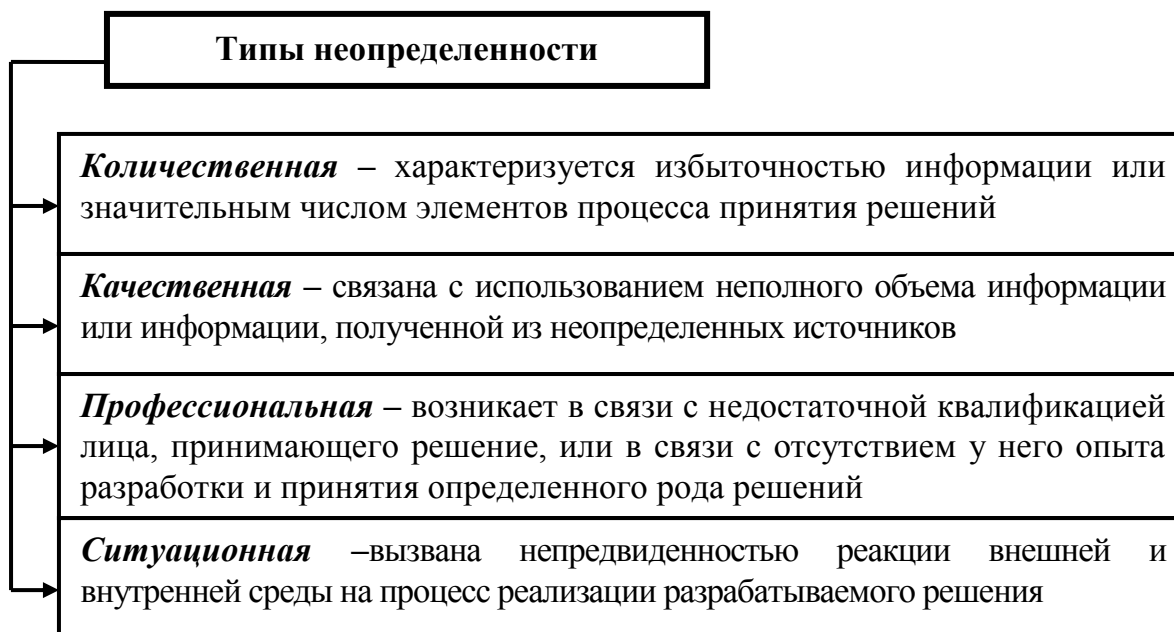 Типы неопределенности
Количественная – характеризуется избыточностью информации или
значительным числом элементов процесса принятия решений
Качественная – связана с использованием неполного объема информации
или информации, полученной из неопределенных источников
Профессиональная – возникает в связи с недостаточной квалификацией
лица, принимающего решение, или в связи с отсутствием у него опыта
разработки и принятия определенного рода решений
Ситуационная –вызвана непредвиденностью реакции внешней и
внутренней среды на процесс реализации разрабатываемого решения